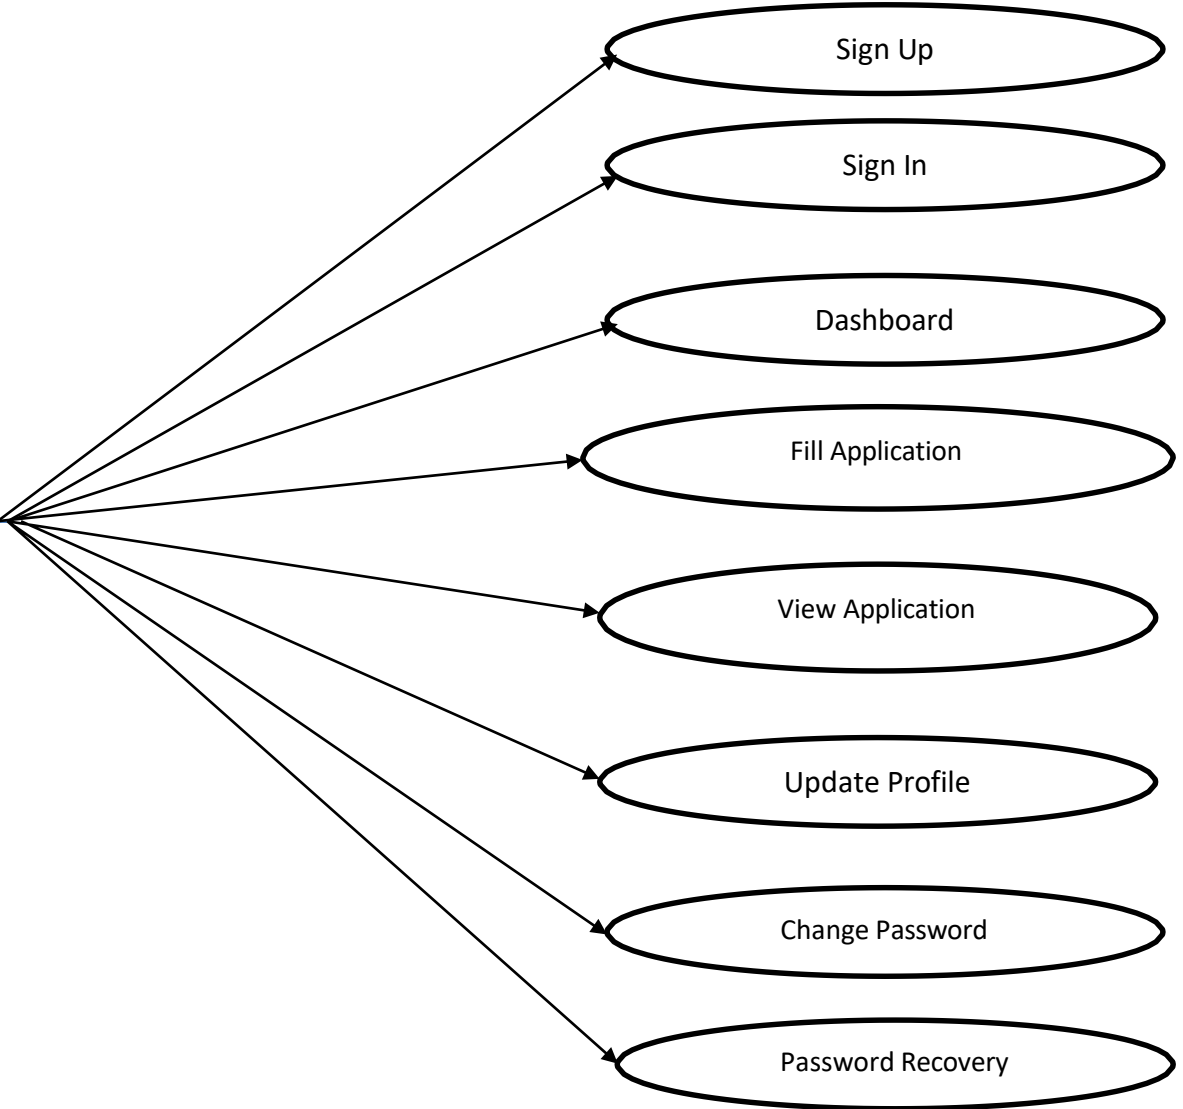 Sign Up
Sign In
Dashboard
Fill Application
View Application
Update Profile
Change Password
Password Recovery